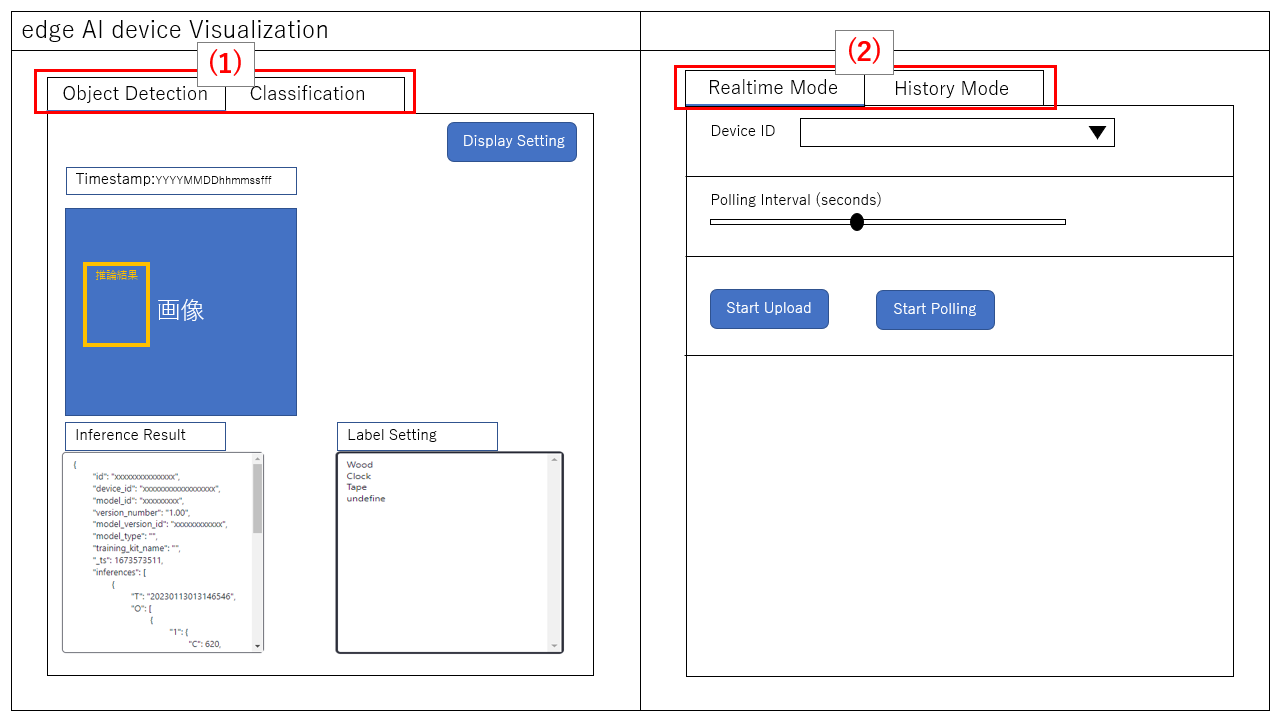 edge AI device Visualization
(1)
Object Detection
Classification
Display Setting
Timestamp:YYYYMMDDhhmmssfff
推論結果
画像
Inference Result
{
"id": "xxxxxxxxxxxxxxx",
"device_id": "xxxxxxxxxxxxxxxxxx",
"model_id": "xxxxxxxxx",
"version_number": "1.00",
"model_version_id": "xxxxxxxxxxxx",
"model_type": "",
"training_kit_name": "",
"_ts": 1673573511,
"inferences": [
{
"T": "20230113013146546",
"O": [
{
"1": {
"C": 620,
Label Setting
Wood
Clock
Tape
undefine
(2)
Realtime Mode
History Mode
Device ID
Polling Interval (seconds)
Start Upload
Start Polling